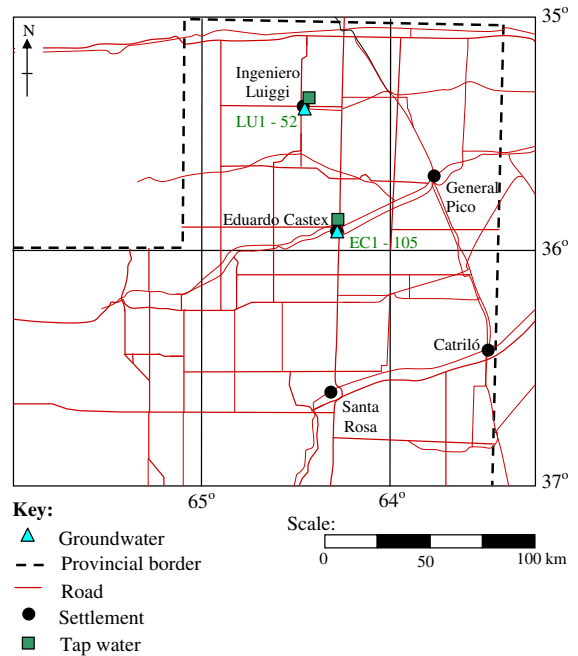 35°
N
Ingeniero
Luiggi
LU1 - 52
General
Pico
Eduardo Castex
EC1 - 105
36°
Catriló
Santa
Rosa
37°
65°
64°
Key:
Groundwater
Provincial border
Road
Settlement
Tap water
Scale:
0
50
100 km